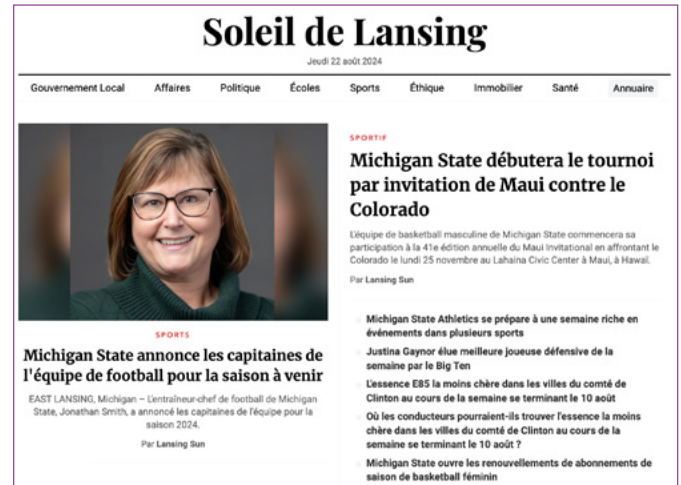 Soleil de Lansing
Jeudi 22 août 2024
Gouvernement Local Affaires Politique Écoles Sports Éthique Immobilier Santé Annuaire
SPORTS
Michigan State annonce les capitaines de
l'équipe de football pour la saison à venir
EAST LANSING, Michigan – L'entraîneur-chef de football de Michigan
State, Jonathan Smith, a annoncé les capitaines de l'équipe pour la
saison 2024.
Par Lansing Sun
SPORTIF
Michigan State débutera le tournoi
par invitation de Maui contre le
Colorado
L'équipe de basketball masculine de Michigan State commencera sa
participation à la 41e édition annuelle du Maui Invitational en affrontant le
Colorado le lundi 25 novembre au Lahaina Civic Center à Maui, à Hawaï.
Par Lansing Sun
Michigan State Athletics se prépare à une semaine riche en
événements dans plusieurs sports
Justina Gaynor élue meilleure joueuse défensive de la
semaine par le Big Ten
L'essence E85 la moins chère dans les villes du comté de
Clinton au cours de la semaine se terminant le 10 août
Où les conducteurs pourraient-ils trouver l'essence la moins
chère dans les villes du comté de Clinton au cours de la
semaine se terminant le 10 août ?
Michigan State ouvre les renouvellements de abonnements de
saison de basketball féminin